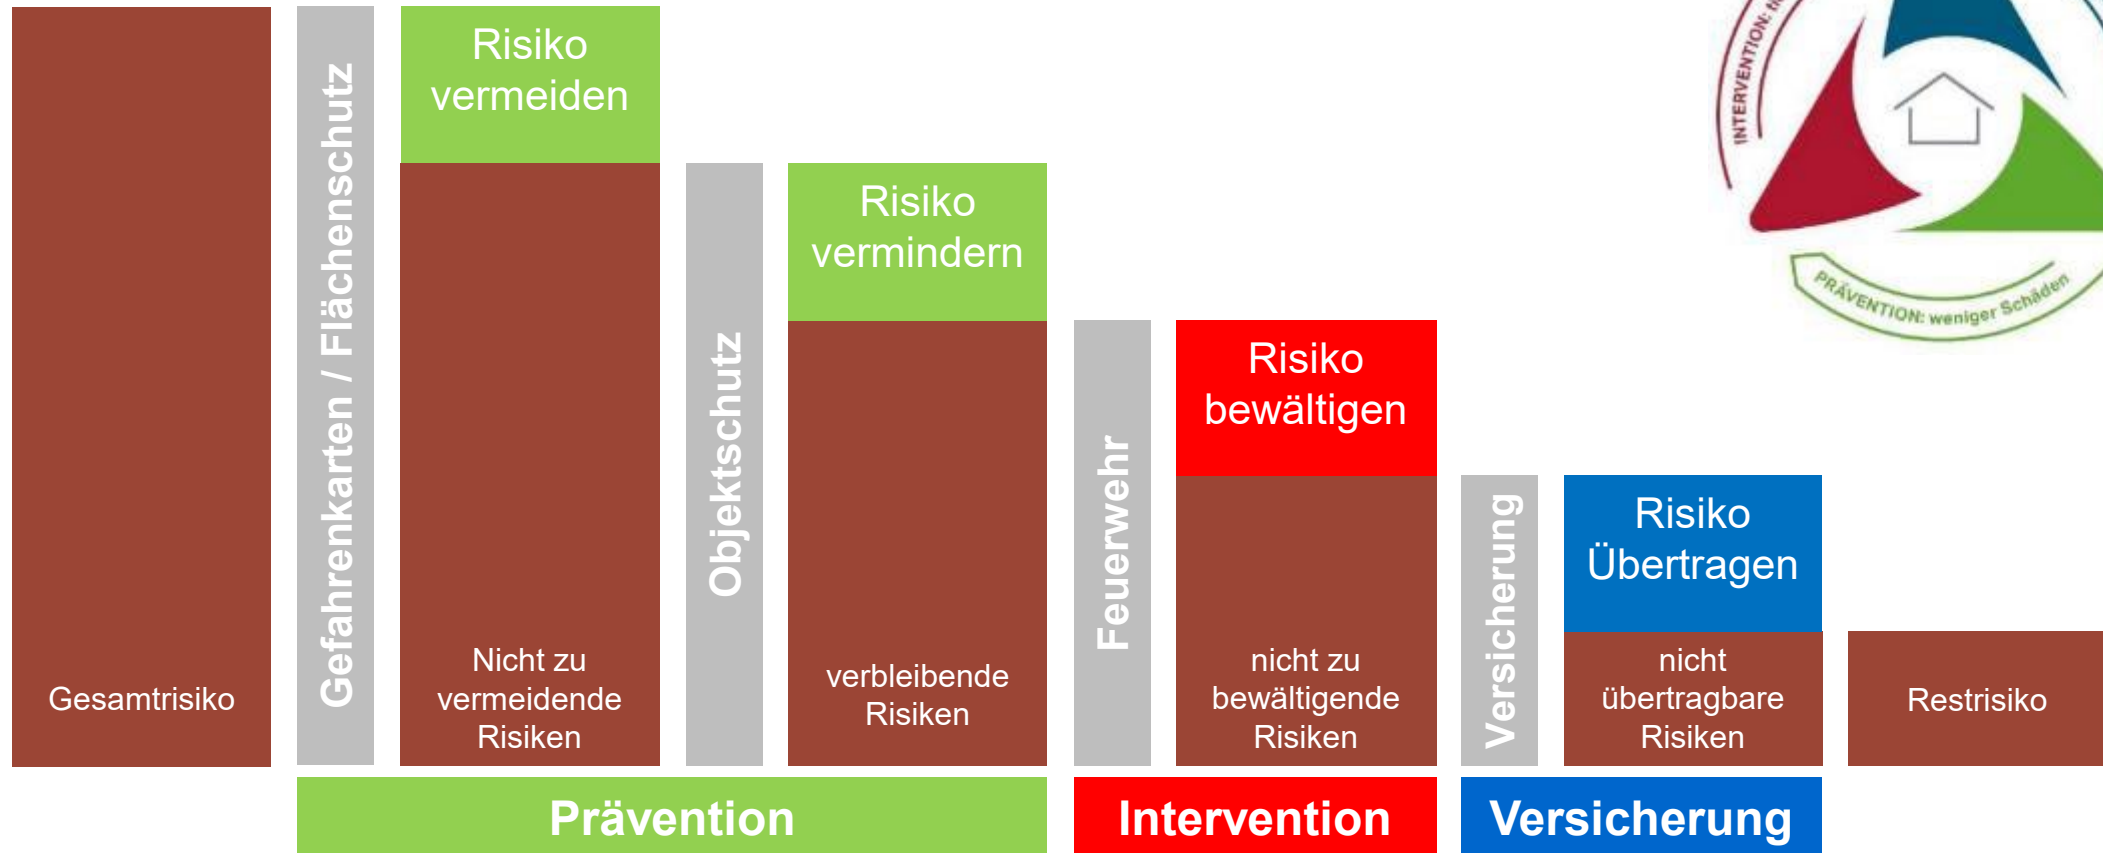 Gesamtrisiko
Gefahrenkarten / Flächenschutz
Risiko
vermeiden
Nicht zu
vermeidende
Risiken
Objektschutz
Risiko
vermindern
verbleibende
Risiken
Feuerwehr
Risiko
bewältigen
nicht zu
bewältigende
Risiken
Versicherung
Risiko
Übertragen
nicht
übertragbare
Risiken
Restrisiko
Prävention
Intervention
Versicherung
INTERVENTION:
PRÄVENTION: weniger Schäden